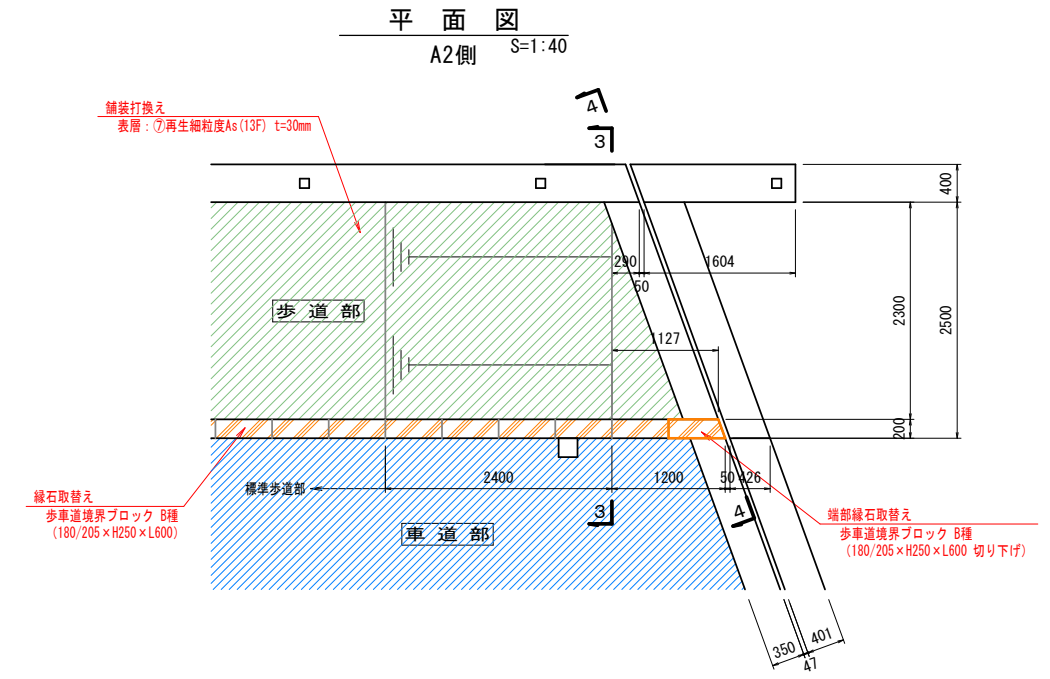 平 面 図
A2側 S=1:40
舗装打換え
表層：⑦再生細粒度As(13F) t=30mm
4
3
400
290
50
1604
2300
2500
歩 道 部
1127
200
2400
1200
50
426
標準歩道部
縁石取替え
歩車道境界ブロック B種
(180/205×H250×L600)
3
4
車 道 部
端部縁石取替え
歩車道境界ブロック B種
(180/205×H250×L600 切り下げ)
350
47
401